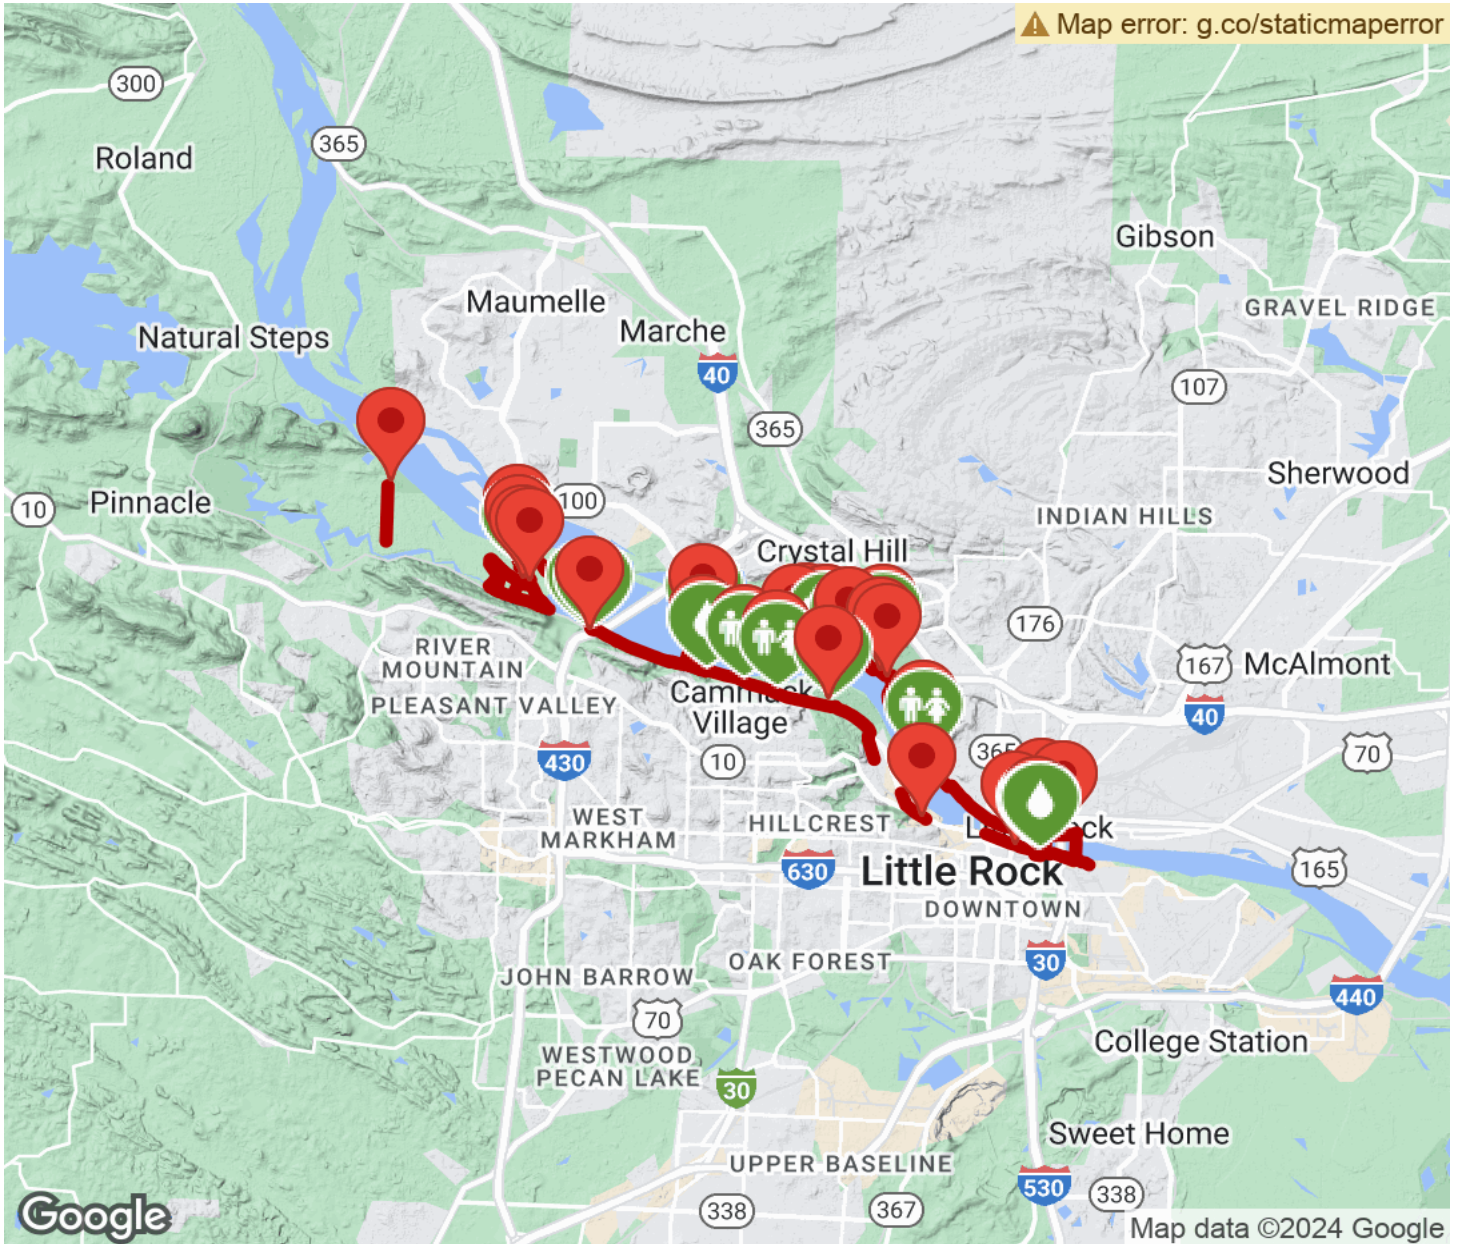 Map error: g.co/staticmaperror
300
365
Roland
Gibson
Maumelle
GRAVEL RIDGE
Marche
Natural Steps
40
107
365
Sherwood
10
Pinnacle
100
INDIAN HILLS
Crystal Hill
176
RIVER
MOUNTAIN
167
McAlmont
PLEASANT VALLEY
Cammack
Village
40
430
10
365
70
WEST
MARKHAM
HILLCREST
630
Little Rock
165
DOWNTOWN
JOHN BARROW
OAK FOREST
30
440
70
College Station
WESTWOOD
PECAN LAKE
30
Sweet Home
UPPER BASELINE
530
338
338
367
Google
Map data ©2024 Google